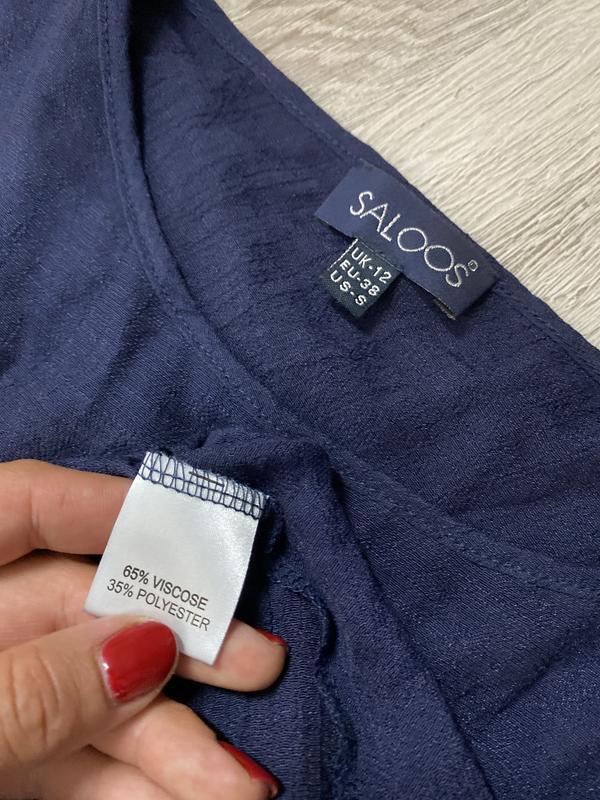 SALOOS®
UK-12
EU-38
US-S
65% VISCOSE
35% POLYESTER